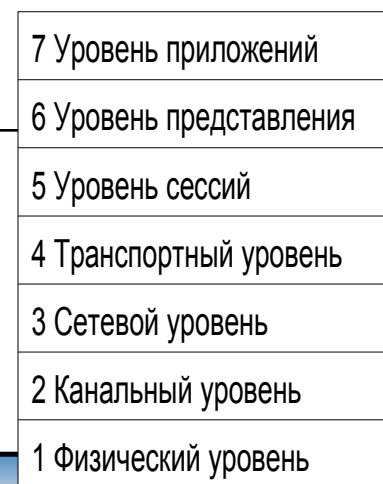 7 Уровень приложений
6 Уровень представления
5 Уровень сессий
4 Транспортный уровень
3 Сетевой уровень
2 Канальный уровень
1 Физический уровень